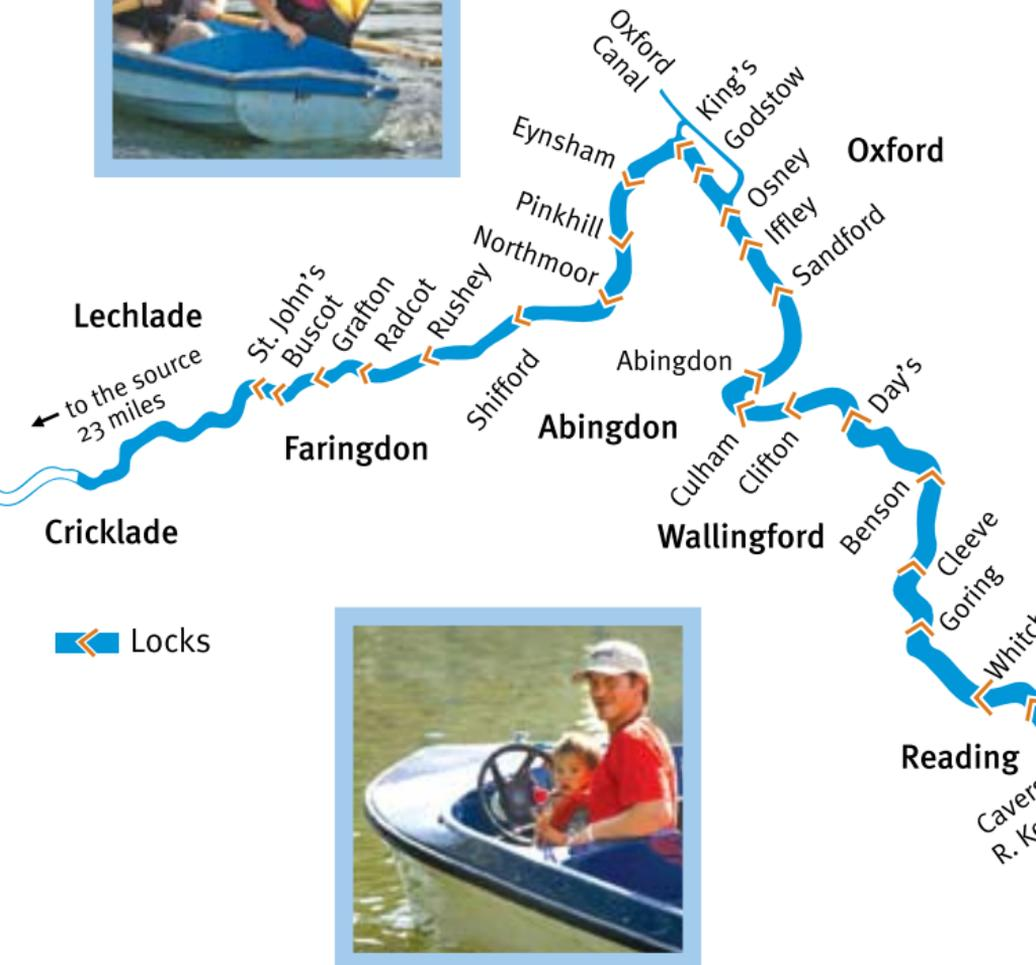 Oxford
Canal
King's
Godstow
Oxford
Eynsham
Osney
Pinkhill
Iffley
Northmoor
Sandford
Lechlade
St. John's
Buscot
Grafton
Radcot
Rushey
to the source
23 miles
Shifford
Abingdon
Day's
Faringdon
Abingdon
Culham
Clifton
Cricklade
Wallingford
Benson
Cleeve
Goring
Locks
Reading